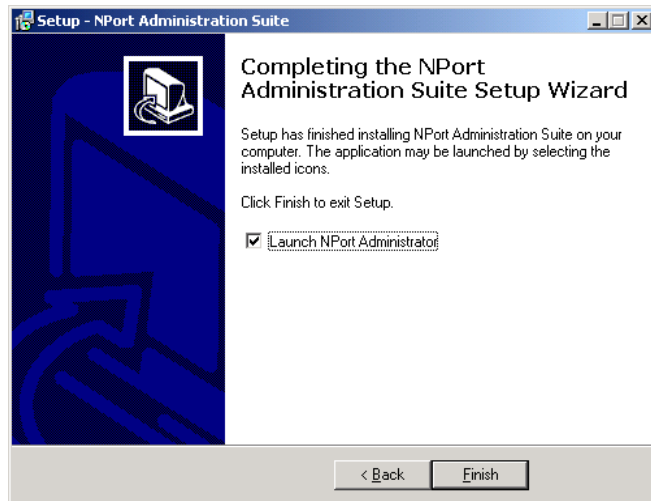 Setup - NPort Administration Suite
Completing the NPort
Administration Suite Setup Wizard
Setup has finished installing NPort Administration Suite on your
computer. The application may be launched by selecting the
installed icons.
Click Finish to exit Setup.
Launch NPort Administrator
< Back
Finish